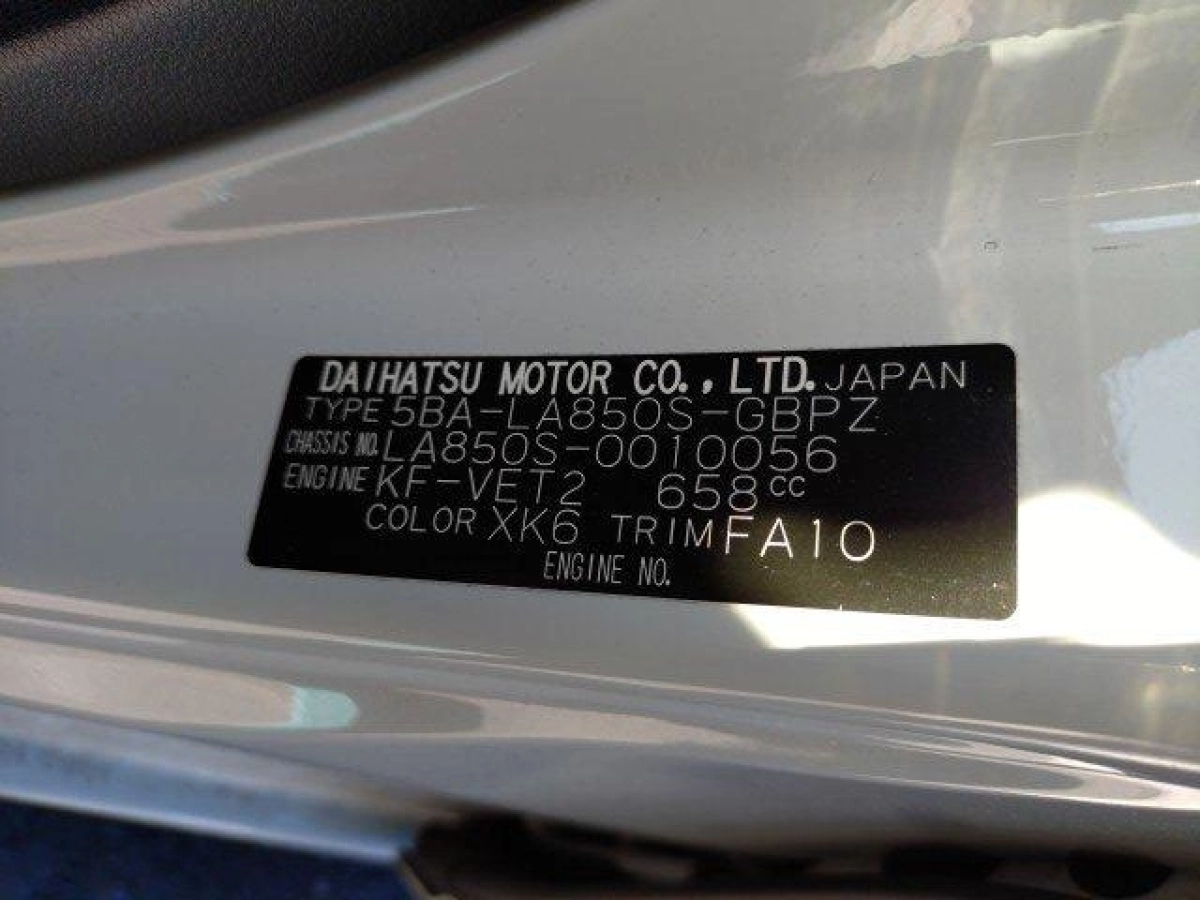 DAIHATSU MOTOR CO., LTD. JAPAN
TYPE 5BA-LA850S-GBPZ
CHASSIS NO. LA850S-0010056
ENGINE KF-VET2 658cc
COLOR XK6 TRIM FA10
ENGINE NO.